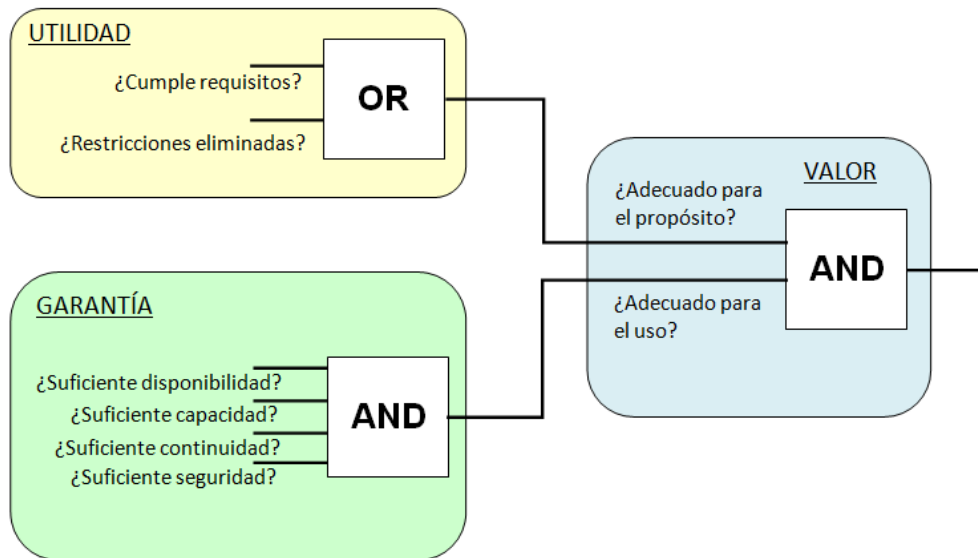 UTILIDAD
¿Cumple requisitos?
OR
¿Restricciones eliminadas?
VALOR
¿Adecuado para
el propósito?
AND
¿Adecuado para
el uso?
GARANTÍA
¿Suficiente disponibilidad?
¿Suficiente capacidad?
AND
¿Suficiente continuidad?
¿Suficiente seguridad?